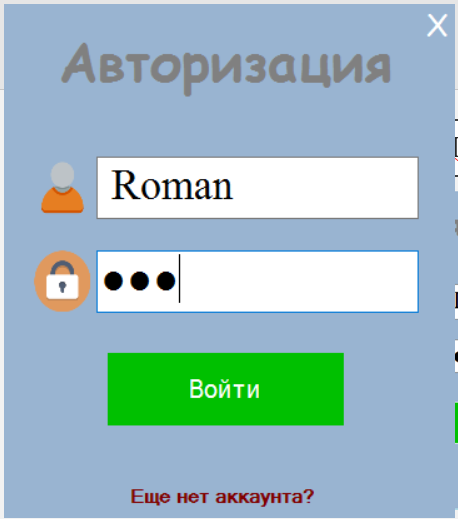 X
Авторизация
Roman
●●●
Войти
Еще нет аккаунта?